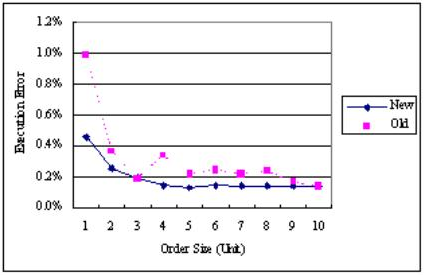 1.2%
1.0%
0.8%
0.6%
0.4%
0.2%
0.0%
Execution Error
1 2 3 4 5 6 7 8 9 10
Order Size (Unit)
New
Old